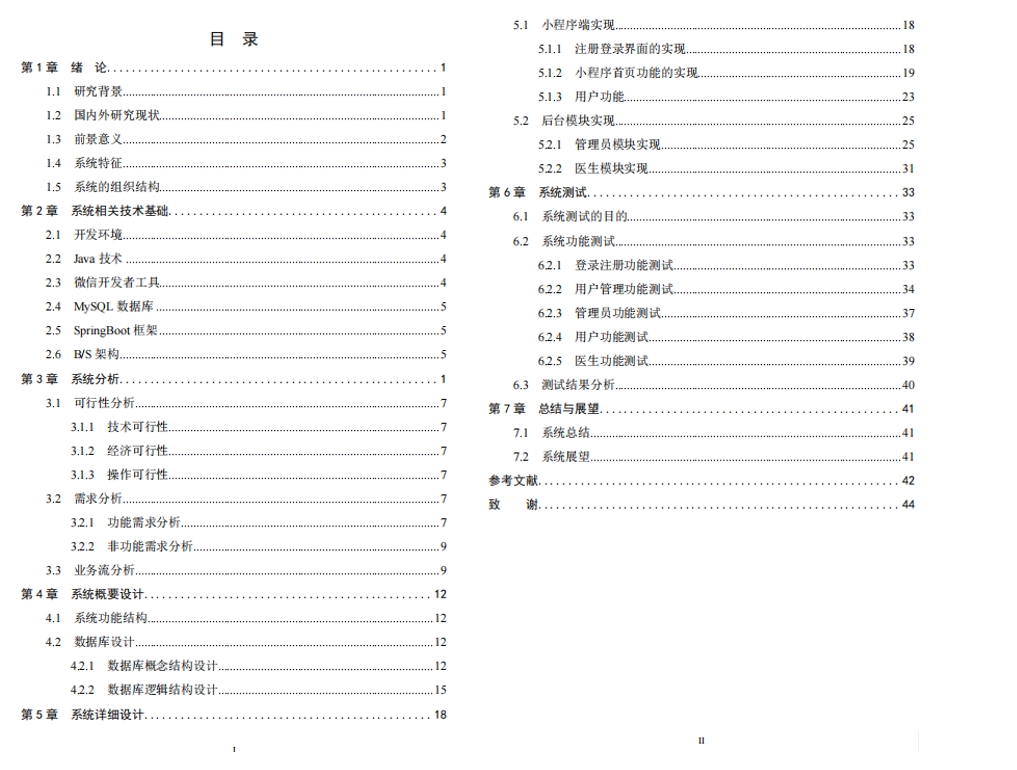 目 录
第 1 章 绪 论 1
1.1 研究背景 1
1.2 国内外研究现状 1
1.3 前景意义 2
1.4 系统特征 3
1.5 系统的组织结构 3
第 2 章 系统相关技术基础 4
2.1 开发环境 4
2.2 Java 技术 4
2.3 微信开发者工具 4
2.4 MySQL 数据库 5
2.5 SpringBoot 框架 5
2.6 B/S 架构 5
第 3 章 系统分析 1
3.1 可行性分析 7
3.1.1 技术可行性 7
3.1.2 经济可行性 7
3.1.3 操作可行性 7
3.2 需求分析 7
3.2.1 功能需求分析 7
3.2.2 非功能需求分析 9
3.3 业务流分析 9
第 4 章 系统概要设计 12
4.1 系统功能结构 12
4.2 数据库设计 12
4.2.1 数据库概念结构设计 12
4.2.2 数据库逻辑结构设计 15
第 5 章 系统详细设计 18
I
5.1 小程序端实现 18
5.1.1 注册登录界面的实现 18
5.1.2 小程序首页功能的实现 19
5.1.3 用户功能 23
5.2 后台模块实现 25
5.2.1 管理员模块实现 25
5.2.2 医生模块实现 31
第 6 章 系统测试 33
6.1 系统测试的目的 33
6.2 系统功能测试 33
6.2.1 登录注册功能测试 33
6.2.2 用户管理功能测试 34
6.2.3 管理员功能测试 37
6.2.4 用户功能测试 38
6.2.5 医生功能测试 39
6.3 测试结果分析 40
第 7 章 总结与展望 41
7.1 系统总结 41
7.2 系统展望 41
参考文献 42
致 谢 44
II